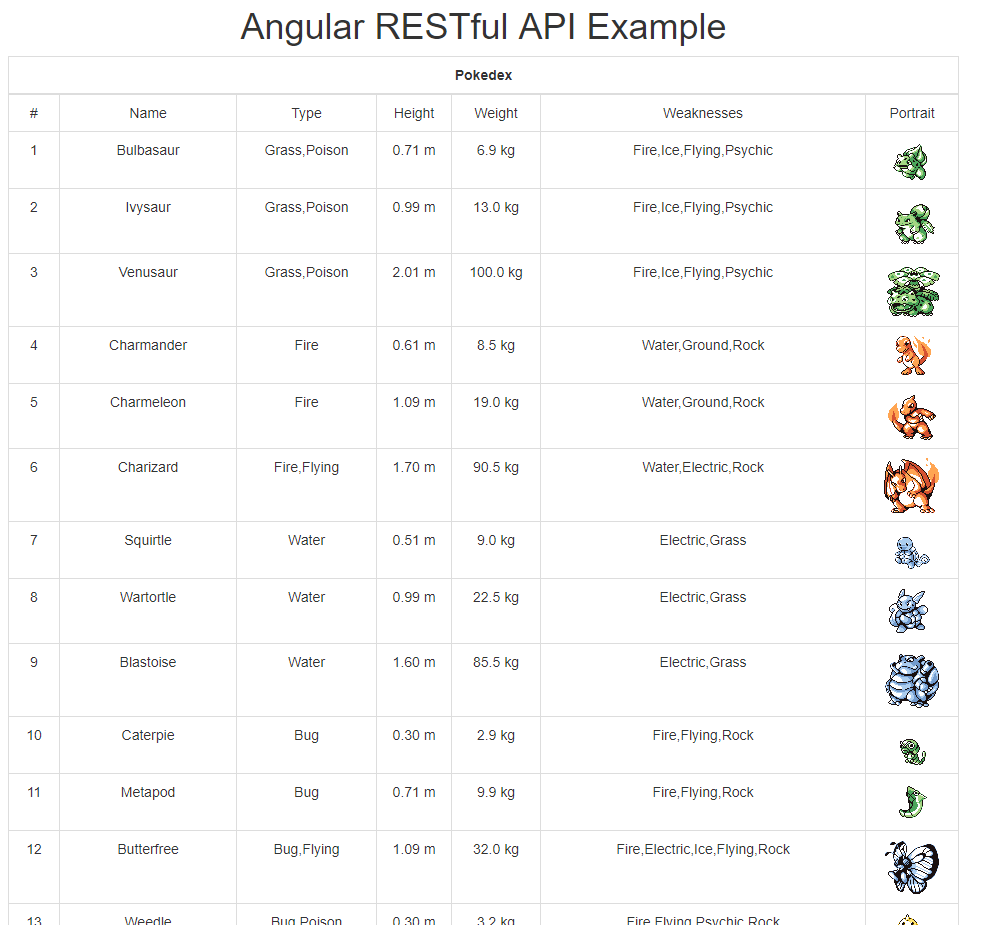 Angular RESTful API Example
Pokedex
# Name Type Height Weight Weaknesses Portrait
1 Bulbasaur Grass,Poison 0.71 m 6.9 kg Fire,Ice,Flying,Psychic
2 Ivysaur Grass,Poison 0.99 m 13.0 kg Fire,Ice,Flying,Psychic
3 Venusaur Grass,Poison 2.01 m 100.0 kg Fire,Ice,Flying,Psychic
4 Charmander Fire 0.61 m 8.5 kg Water,Ground,Rock
5 Charmeleon Fire 1.09 m 19.0 kg Water,Ground,Rock
6 Charizard Fire,Flying 1.70 m 90.5 kg Water,Electric,Rock
7 Squirtle Water 0.51 m 9.0 kg Electric,Grass
8 Wartortle Water 0.99 m 22.5 kg Electric,Grass
9 Blastoise Water 1.60 m 85.5 kg Electric,Grass
10 Caterpie Bug 0.30 m 2.9 kg Fire,Flying,Rock
11 Metapod Bug 0.71 m 9.9 kg Fire,Flying,Rock
12 Butterfree Bug,Flying 1.09 m 32.0 kg Fire,Electric,Ice,Flying,Rock
13 Weedle Bug,Poison 0.30 m 3.2 kg Fire,Flying,Psychic,Rock